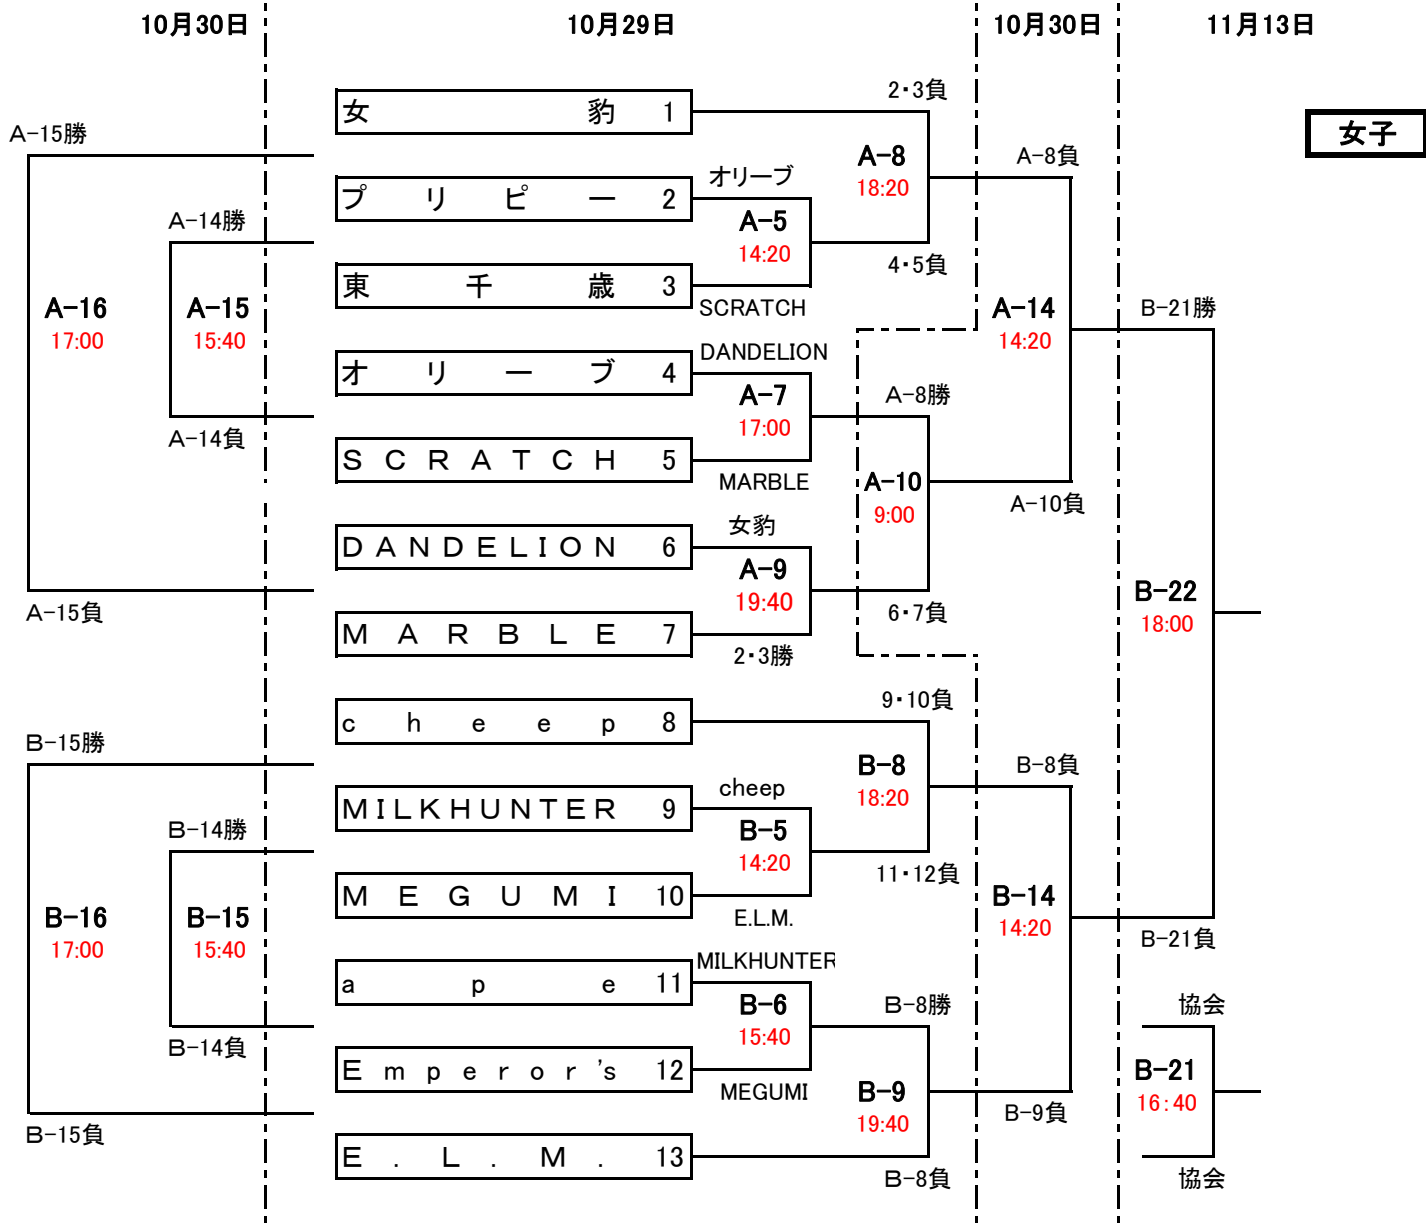 10月30日 10月29日 10月30日 11月13日
2・3負
女豹 1
女子
A-15勝
A-8
18:20
A-8負
オリーブ
プリピー 2
A-14勝
A-5
14:20
4・5負
東千歳 3
SCRATCH
A-16
17:00
A-15
15:40
A-14
14:20
B-21勝
DANDELION
オリーブ 4
A-7
17:00
A-8勝
A-14負
SCRATCH 5
MARBLE
A-10
9:00
A-10負
女豹
DANDELION 6
A-9
19:40
A-15負
6・7負
B-22
18:00
MARBLE 7
2・3勝
9・10負
cheep 8
B-15勝
B-8
18:20
B-8負
cheep
MILKHUNTER 9
B-14勝
B-5
14:20
11・12負
MEGUMI 10
E.L.M.
B-16
17:00
B-15
15:40
B-14
14:20
B-21負
MILKHUNTER
ape 11
B-6
15:40
B-8勝
協会
B-14負
Emperor's 12
MEGUMI
B-9
19:40
B-9負
B-21
16:40
B-15負
E.L.M. 13
B-8負
協会